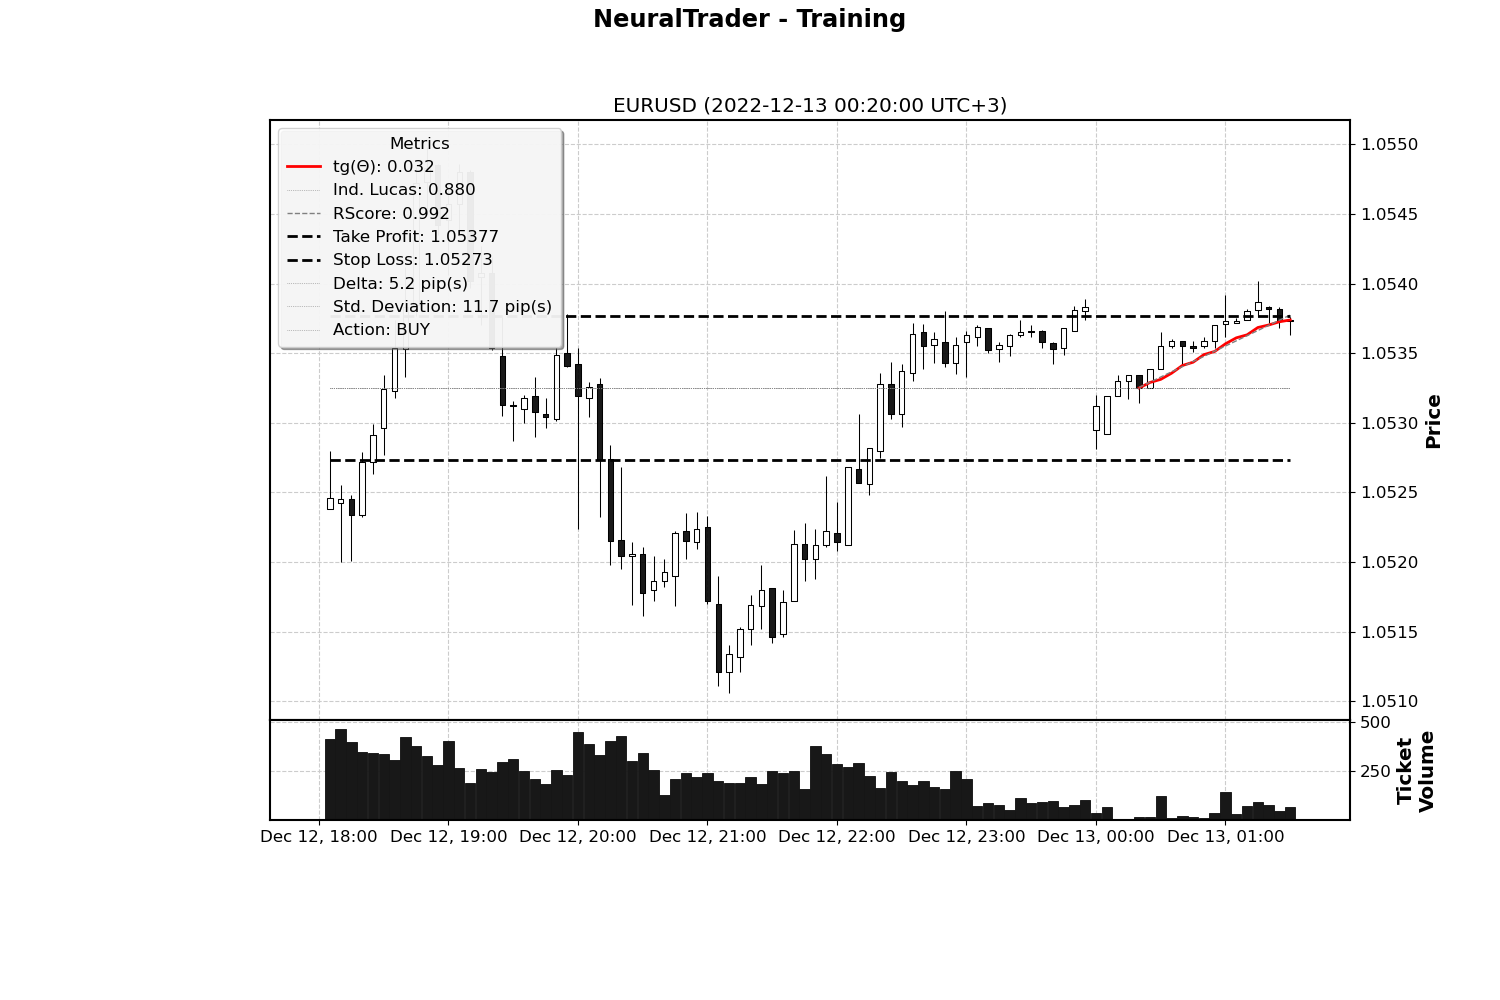 NeuralTrader - Training
EURUSD (2022-12-13 00:20:00 UTC+3)
Metrics
tg(Θ): 0.032
Ind. Lucas: 0.880
RScore: 0.992
Take Profit: 1.05377
Stop Loss: 1.05273
Delta: 5.2 pip(s)
Std. Deviation: 11.7 pip(s)
Action: BUY
1.0550
1.0545
1.0540
1.0535
1.0530
1.0525
1.0520
1.0515
1.0510
Price
500
250
Ticket
Volume
Dec 12, 18:00
Dec 12, 19:00
Dec 12, 20:00
Dec 12, 21:00
Dec 12, 22:00
Dec 12, 23:00
Dec 13, 00:00
Dec 13, 01:00